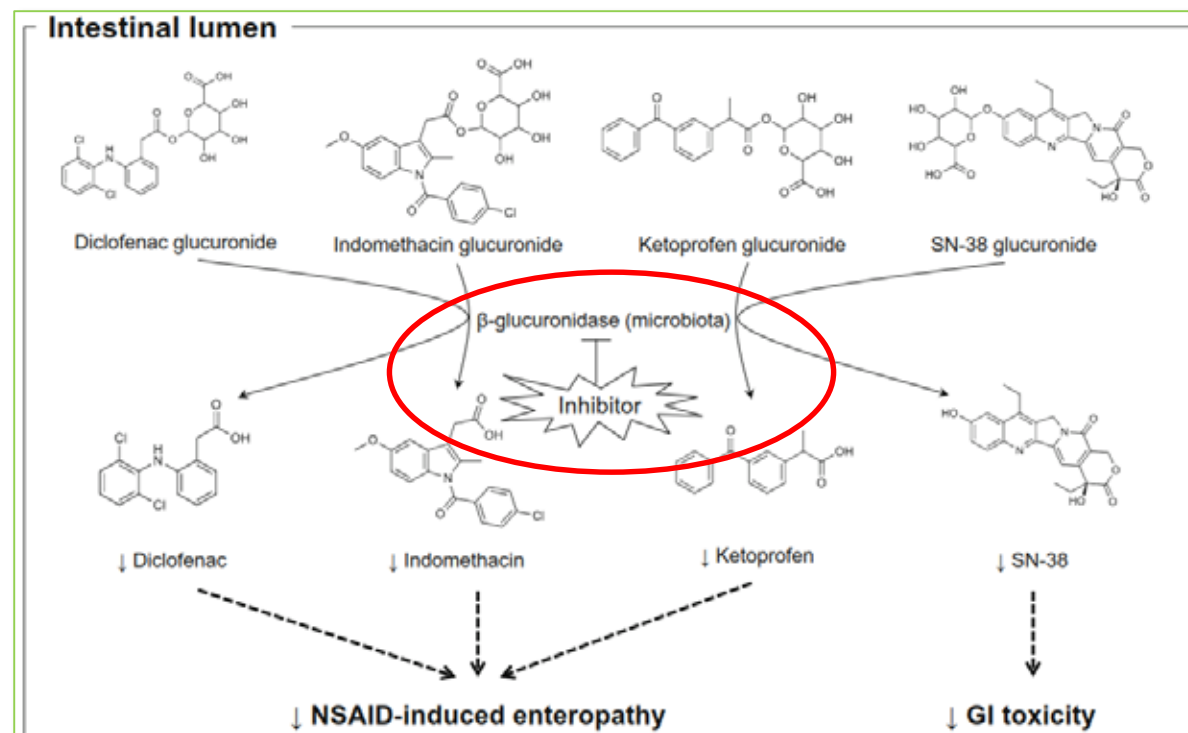 Intestinal lumen
Diclofenac glucuronide
Indomethacin glucuronide
Ketoprofen glucuronide
SN-38 glucuronide
β-glucuronidase (microbiota)
Inhibitor
↓ Diclofenac
↓ Indomethacin
↓ Ketoprofen
↓ SN-38
↓ NSAID-induced enteropathy
↓ GI toxicity